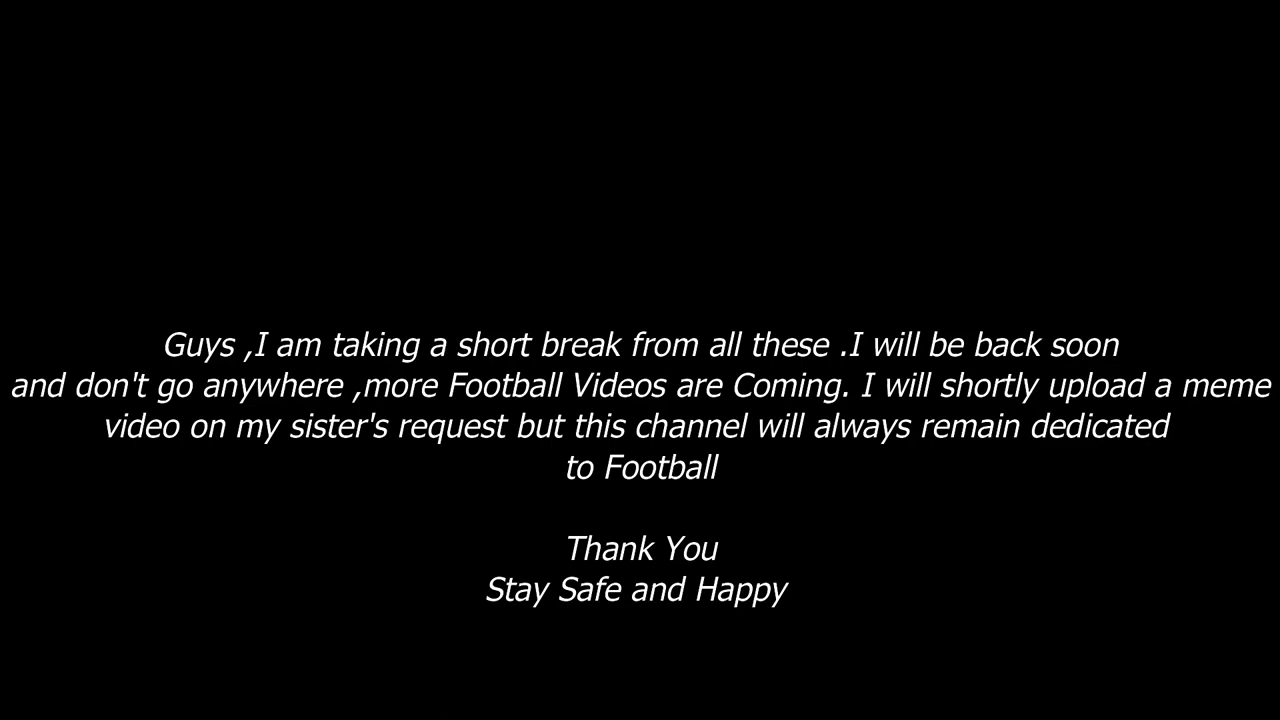 Guys ,I am taking a short break from all these .I will be back soon
and don't go anywhere ,more Football Videos are Coming. I will shortly upload a meme
video on my sister's request but this channel will always remain dedicated
to Football
Thank You
Stay Safe and Happy